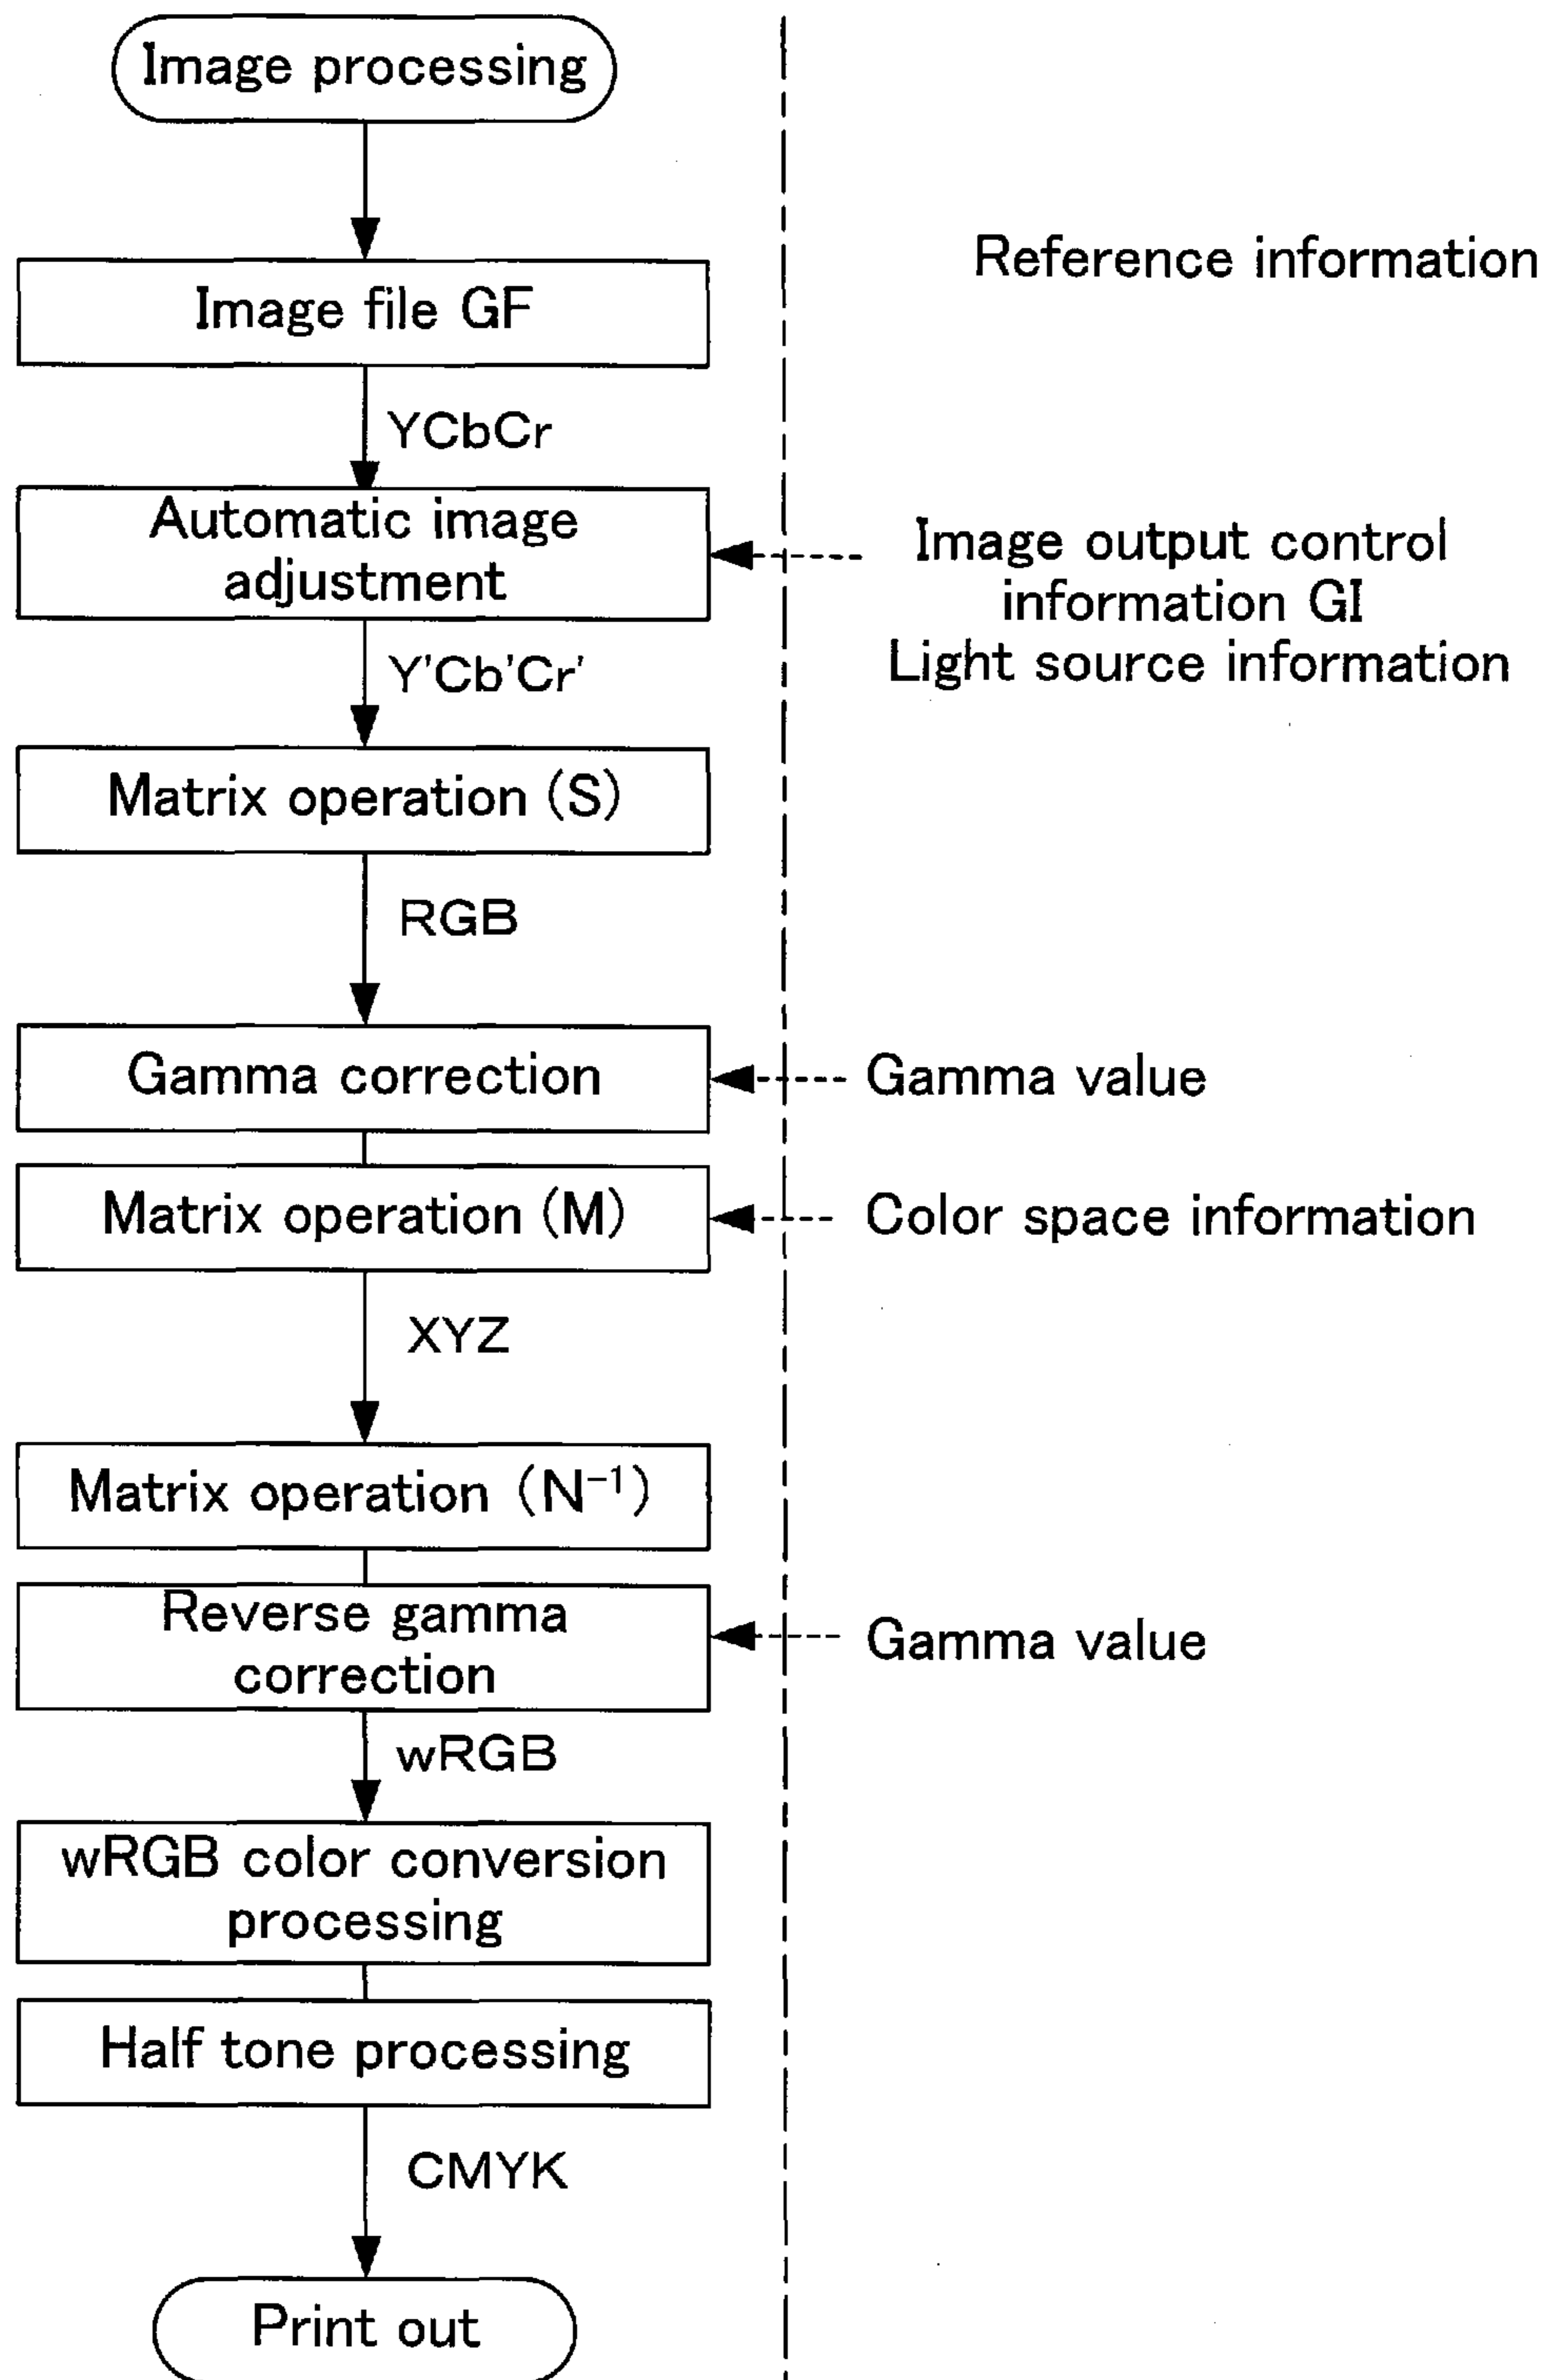 Image processing
Reference information
Image file GF
YCbCr
Automatic image
adjustment
Image output control
information GI
Light source information
Y'Cb'Cr'
Matrix operation (S)
RGB
Gamma correction
Gamma value
Matrix operation (M)
Color space information
XYZ
Matrix operation (N⁻¹)
Reverse gamma
correction
Gamma value
wRGB
wRGB color conversion
processing
Half tone processing
CMYK
Print out